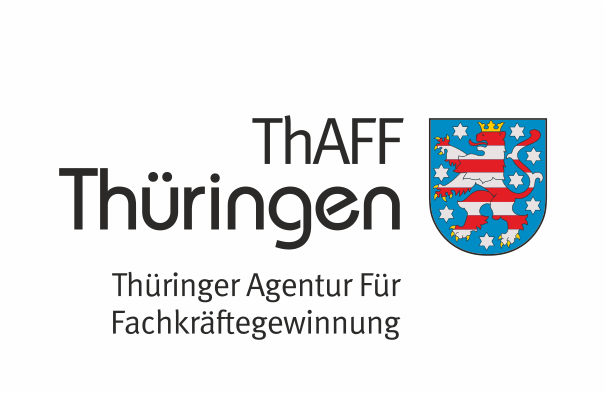 ThAFF
Thüringen
Thüringer Agentur Für
Fachkräftegewinnung